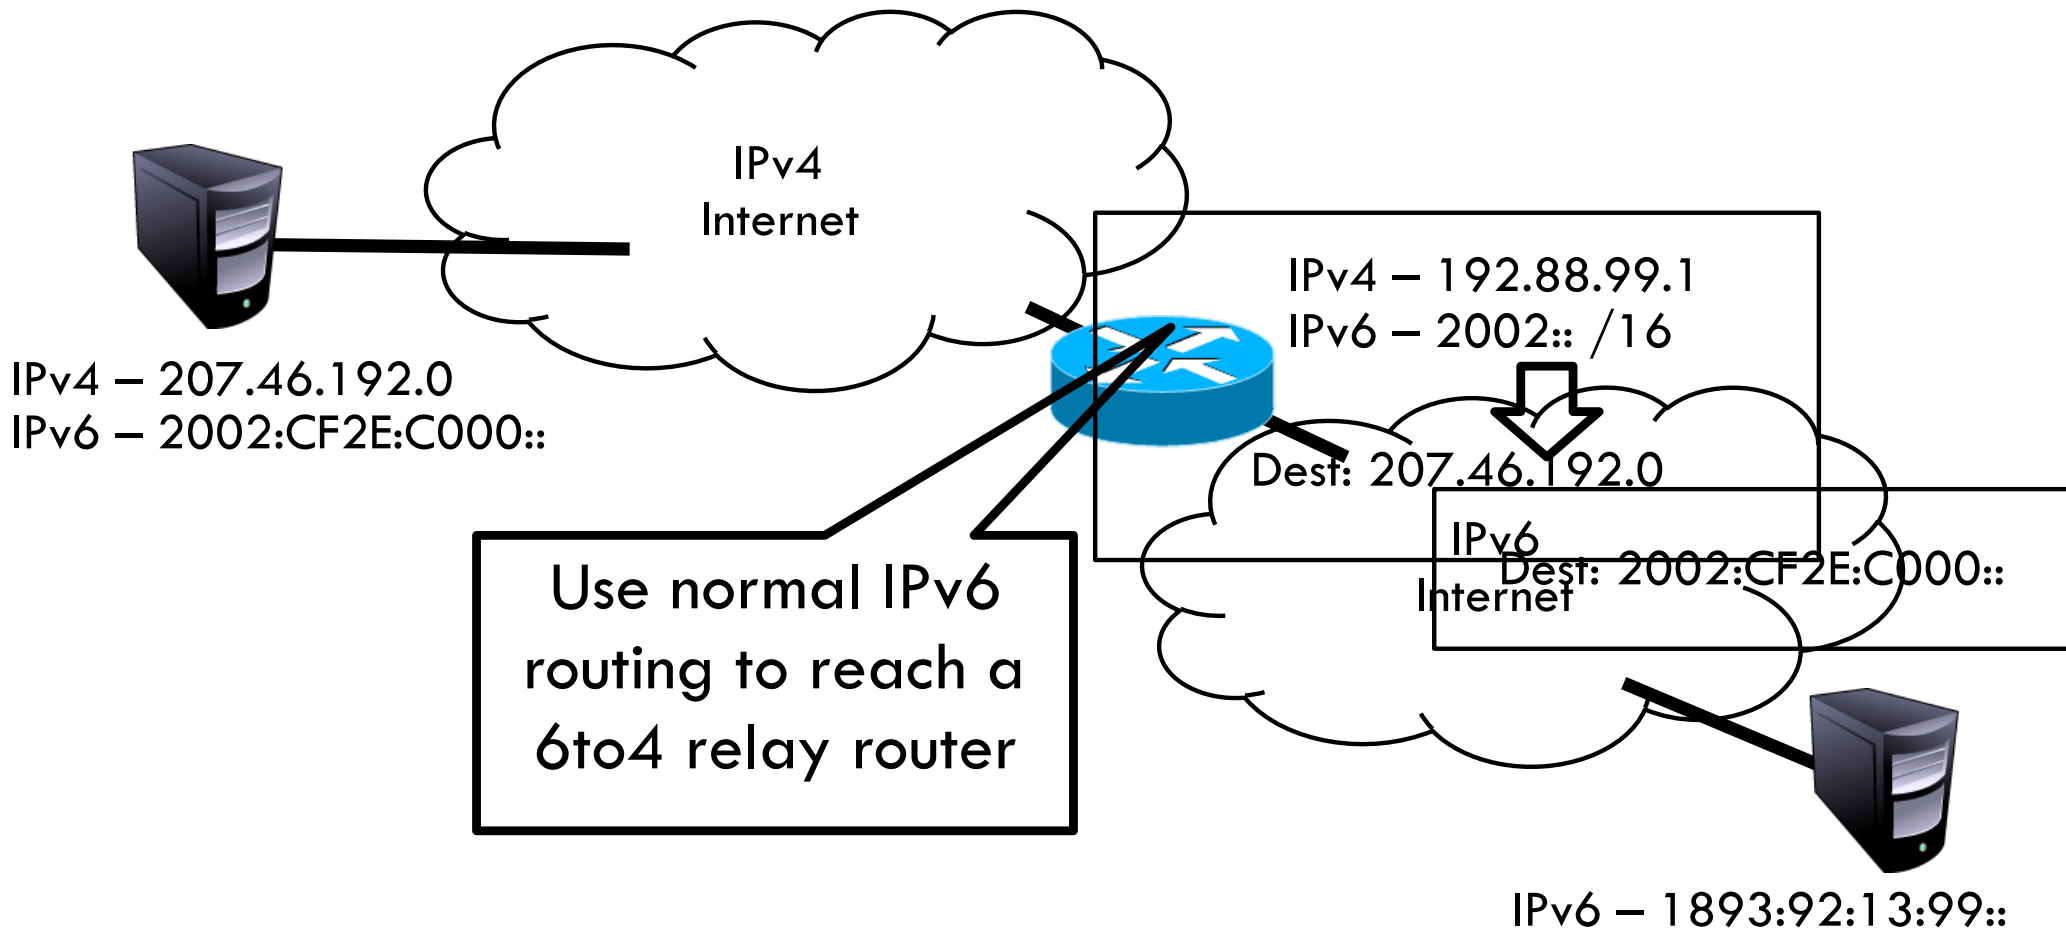 IPv4
Internet
IPv4 – 192.88.99.1
IPv6 – 2002:: /16
IPv4 – 207.46.192.0
IPv6 – 2002:CF2E:C000::
Dest: 207.46.192.0
IPv6
Internet
Dest: 2002:CF2E:C000::
Use normal IPv6
routing to reach a
6to4 relay router
IPv6 – 1893:92:13:99::